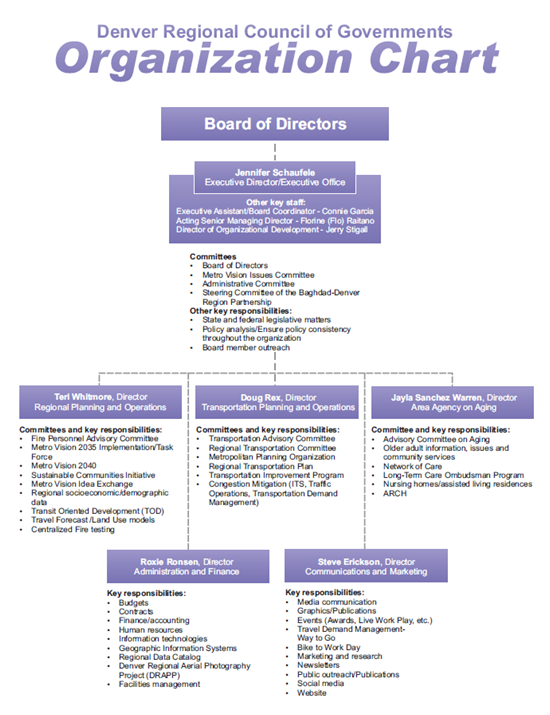 Denver Regional Council of Governments
Organization Chart
Board of Directors
Jennifer Schaufele
Executive Director/Executive Office
Other key staff:
Executive Assistant/Board Coordinator - Connie Garcia
Acting Senior Managing Director - Florine (Flo) Raitano
Director of Organizational Development - Jerry Stigall
Committees
• Board of Directors
• Metro Vision Issues Committee
• Administrative Committee
• Steering Committee of the Baghdad-Denver
Region Partnership
Other key responsibilities:
• State and federal legislative matters
• Policy analysis/Ensure policy consistency
throughout the organization
• Board member outreach
Teri Whitmore, Director
Regional Planning and Operations
Committees and key responsibilities:
• Fire Personnel Advisory Committee
• Metro Vision 2035 Implementation/Task
Force
• Metro Vision 2040
• Sustainable Communities Initiative
• Metro Vision Idea Exchange
• Regional socioeconomic/demographic
data
• Transit Oriented Development (TOD)
• Travel Forecast /Land Use models
• Centralized Fire testing
Doug Rex, Director
Transportation Planning and Operations
Committees and key responsibilities:
• Transportation Advisory Committee
• Regional Transportation Committee
• Metropolitan Planning Organization
• Regional Transportation Plan
• Transportation Improvement Program
• Congestion Mitigation (ITS, Traffic
Operations, Transportation Demand
Management)
Jayla Sanchez Warren, Director
Area Agency on Aging
Committee and key responsibilities:
• Advisory Committee on Aging
• Older adult information, issues and
community services
• Network of Care
• Long-Term Care Ombudsman Program
• Nursing homes/assisted living residences
• ARCH
Roxie Ronsen, Director
Administration and Finance
Key responsibilities:
• Budgets
• Contracts
• Finance/accounting
• Human resources
• Information technologies
• Geographic Information Systems
• Regional Data Catalog
• Denver Regional Aerial Photography
Project (DRAPP)
• Facilities management
Steve Erickson, Director
Communications and Marketing
Key responsibilities:
• Media communication
• Graphics/Publications
• Events (Awards, Live Work Play, etc.)
• Travel Demand Management-
Way to Go
• Bike to Work Day
• Marketing and research
• Newsletters
• Public outreach/Publications
• Social media
• Website